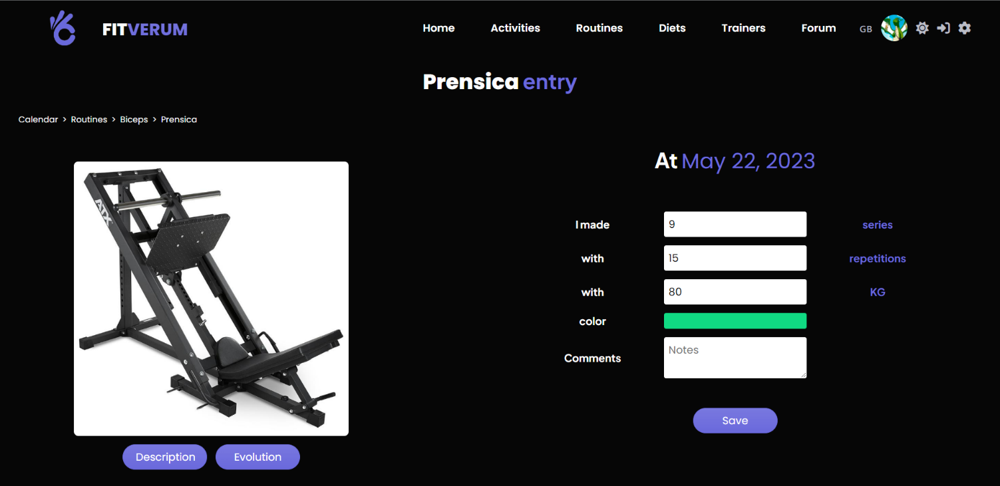 FITVERUM
Home Activities Routines Diets Trainers Forum GB
Prensica entry
Calendar > Routines > Biceps > Prensica
At May 22, 2023
ATX
I made 9 series
with 15 repetitions
with 80 KG
color
Comments Notes
Save
Description Evolution